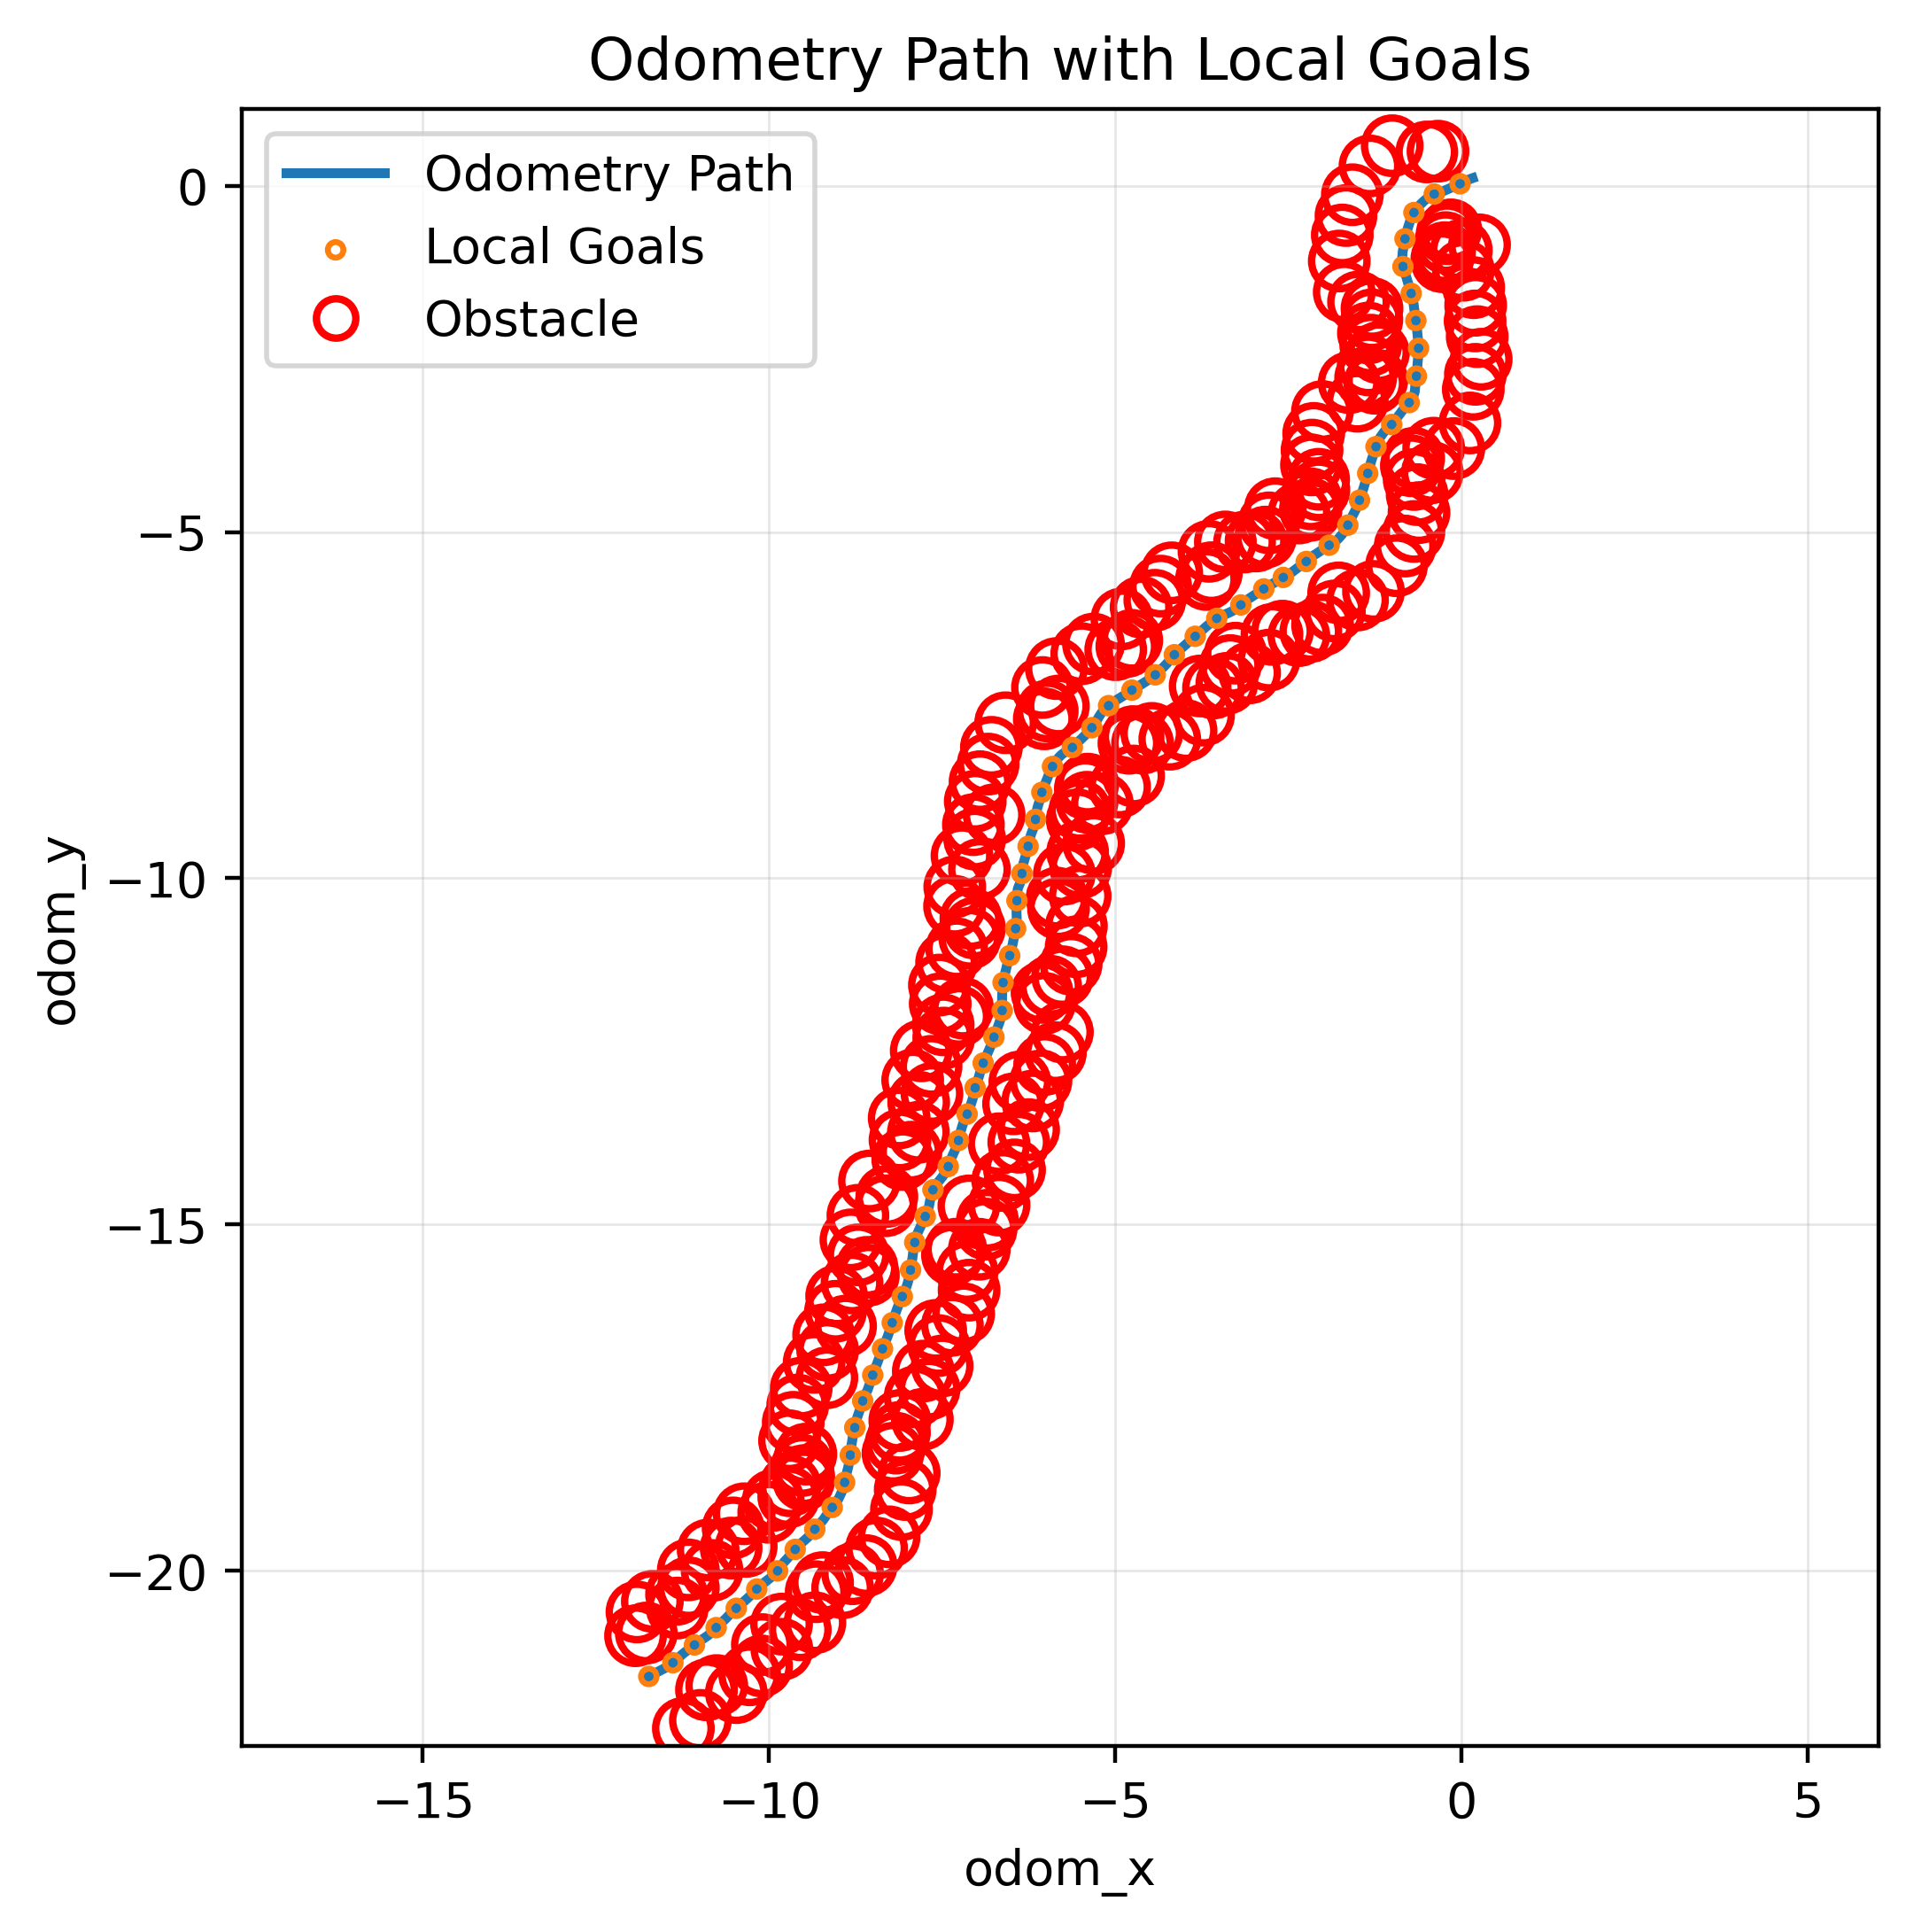 Odometry Path with Local Goals
Odometry Path
Local Goals
Obstacle
0
−5
−10
−15
−20
odom_y
−15 −10 −5 0 5
odom_x